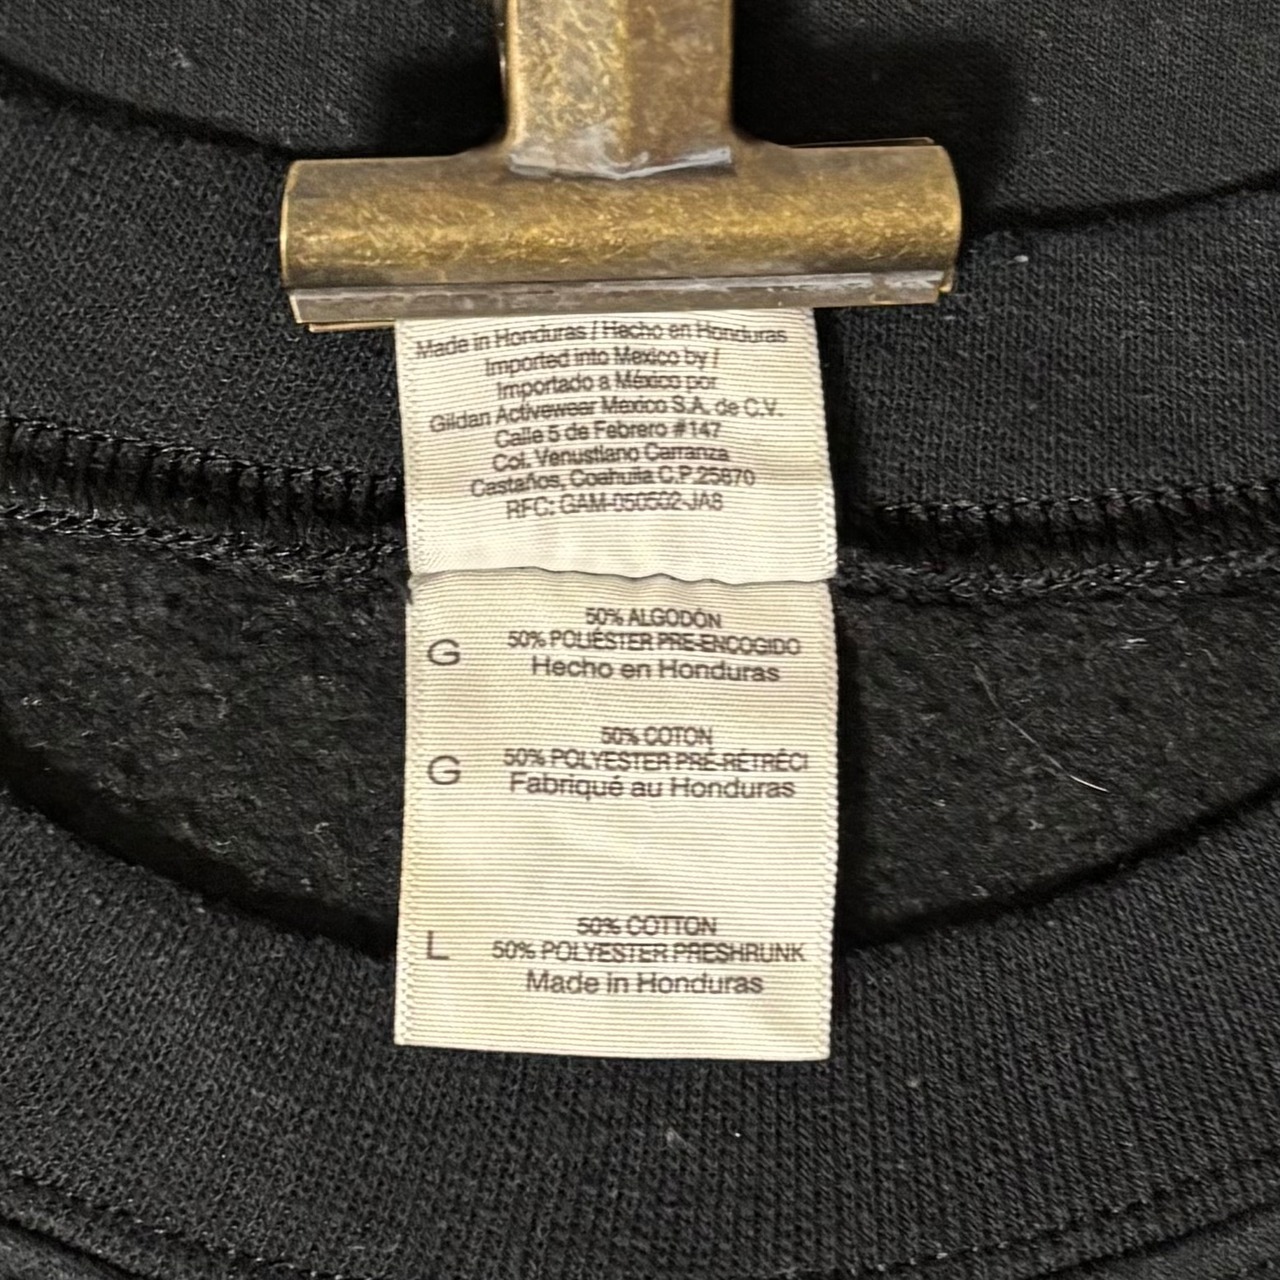 Made in Honduras / Hecho en Honduras
Imported into Mexico by /
Importado a México por
Gildan Activewear Mexico S.A. de C.V.
Calle 5 de Febrero #147
Col. Venustiano Carranza
Castaños, Coahuila C.P.25870
RFC: GAM-050502-JA8
50% ALGODÓN
G 50% POLIÉSTER PRE-ENCOGIDO
Hecho en Honduras
50% COTON
G 50% POLYESTER PRÉ-RÉTRÉCI
Fabriqué au Honduras
50% COTTON
L 50% POLYESTER PRESHRUNK
Made in Honduras